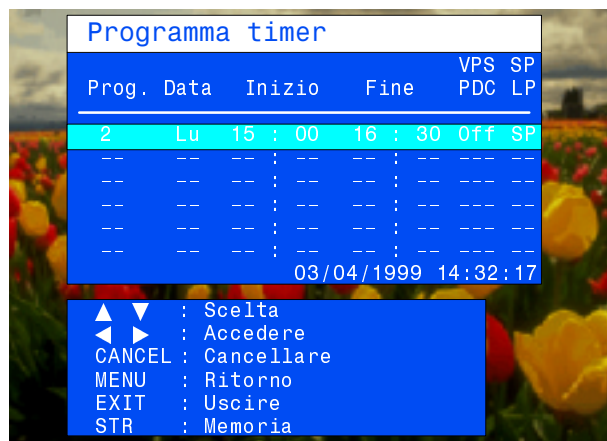 Programma timer
VPS SP
Prog. Data Inizio Fine PDC LP
2 Lu 15 : 00 16 : 30 Off SP
-- -- -- : -- -- : -- --- --
-- -- -- : -- -- : -- --- --
-- -- -- : -- -- : -- --- --
-- -- -- : -- -- : -- --- --
-- -- -- : -- -- : -- --- --
03/04/1999 14:32:17
▲ ▼ : Scelta
◀ ▶ : Accedere
CANCEL : Cancellare
MENU : Ritorno
EXIT : Uscire
STR : Memoria